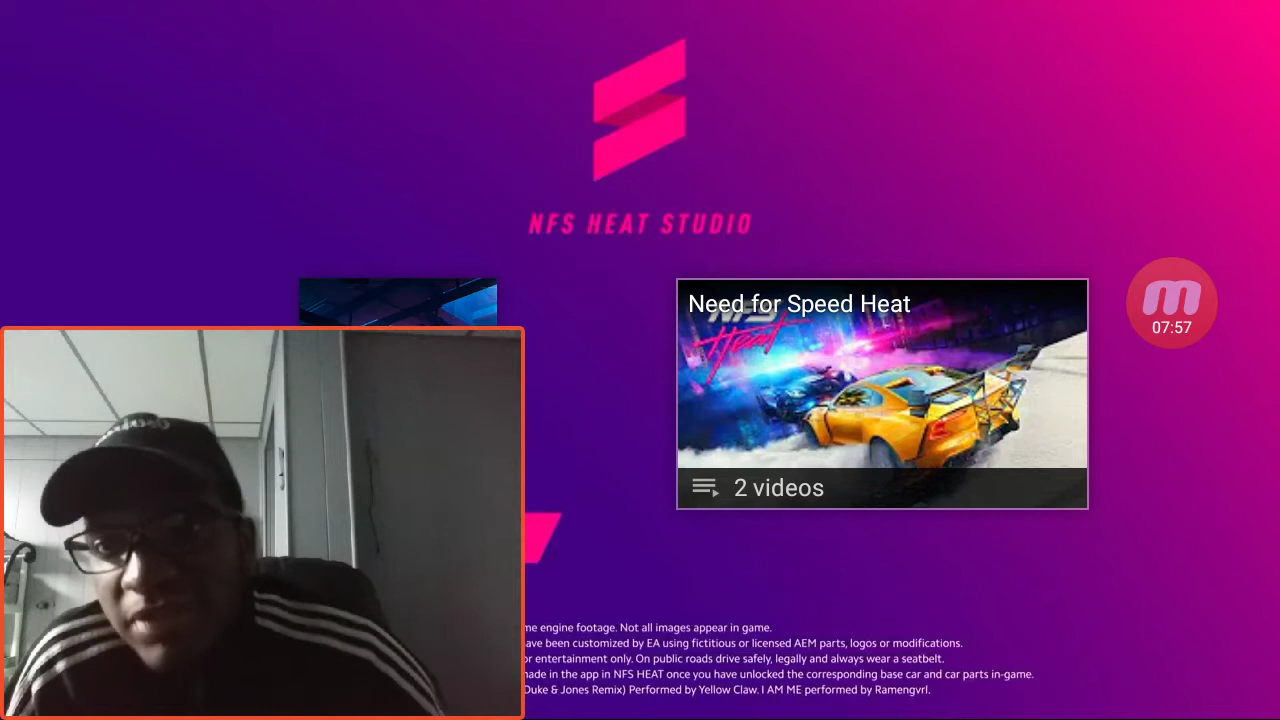 NFS HEAT STUDIO
Need for Speed Heat
NFS
Heat
2 videos
07:57
me engine footage. Not all images appear in game.
ave been customized by EA using fictitious or licensed AEM parts, logos or modifications.
or entertainment only. On public roads drive safely, legally and always wear a seatbelt.
made in the app in NFS HEAT once you have unlocked the corresponding base car and car parts in-game.
Duke & Jones Remix) Performed by Yellow Claw. I AM ME performed by Ramengvrl.